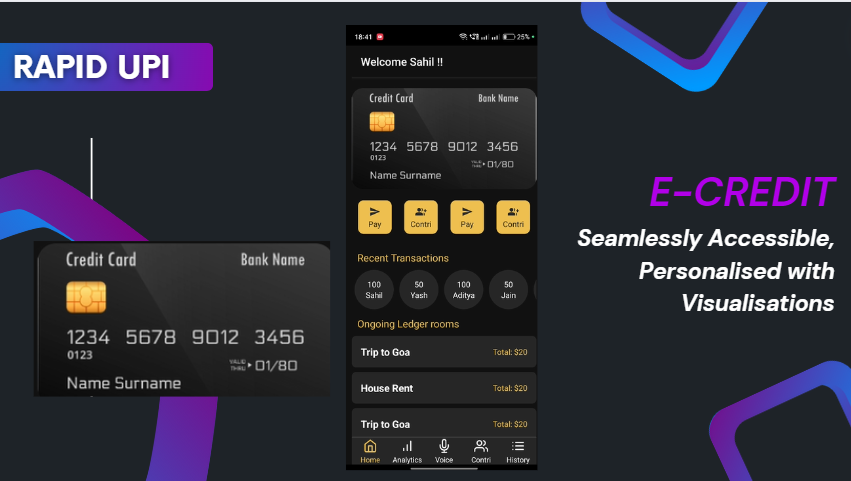 RAPID UPI
Credit Card Bank Name
1234 5678 9012 3456
0123
VALID THRU 01/80
Name Surname
18:41 25%
Welcome Sahil !!
Credit Card Bank Name
1234 5678 9012 3456
0123
VALID THRU 01/80
Name Surname
Pay Contri Pay Contri
Recent Transactions
100 50 100 50
Sahil Yash Aditya Jain
Ongoing Ledger rooms
Trip to Goa Total: $20
House Rent Total: $20
Trip to Goa Total: $20
Home Analytics Voice Contri History
E-CREDIT
Seamlessly Accessible,
Personalised with
Visualisations